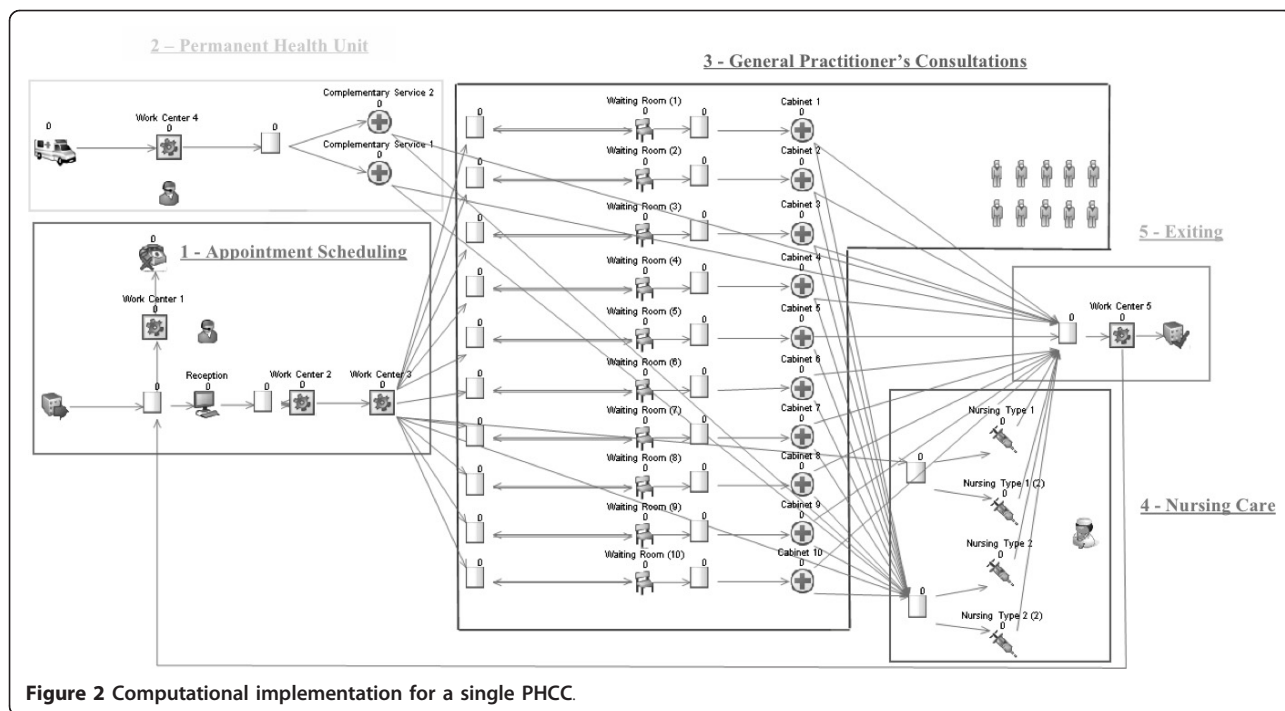 2 – Permanent Health Unit
3 - General Practitioner's Consultations
0
Work Center 4
0
0
Complementary Service 2
0
Complementary Service 1
0
1 - Appointment Scheduling
0
Work Center 1
0
0
Reception
0
0
Work Center 2
0
Work Center 3
0
0
Waiting Room (1)
0
0
Cabinet 1
0
0
Waiting Room (2)
0
0
Cabinet 2
0
0
Waiting Room (3)
0
0
Cabinet 3
0
0
Waiting Room (4)
0
0
Cabinet 4
0
0
Waiting Room (5)
0
0
Cabinet 5
0
0
Waiting Room (6)
0
0
Cabinet 6
0
0
Waiting Room (7)
0
0
Cabinet 7
0
0
Waiting Room (8)
0
0
Cabinet 8
0
0
Waiting Room (9)
0
0
Cabinet 9
0
0
Waiting Room (10)
0
0
Cabinet 10
0
5 - Exiting
0
Work Center 5
0
0
Nursing Type 1
0
Nursing Type 1 (2)
0
4 - Nursing Care
0
Nursing Type 2
0
Nursing Type 2 (2)
0
Figure 2 Computational implementation for a single PHCC.